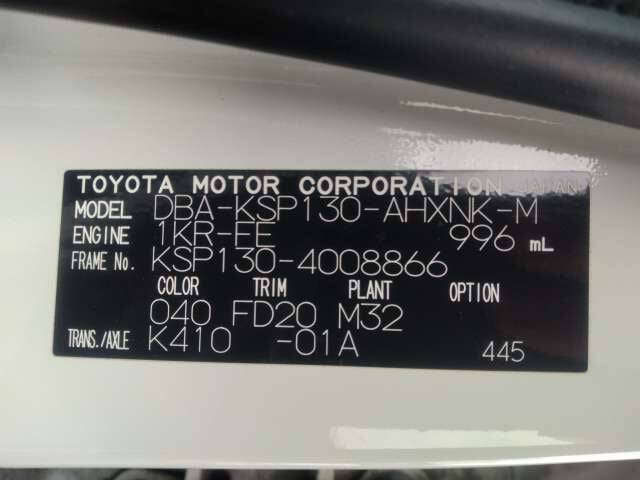 TOYOTA MOTOR CORPORATION JAPAN
MODEL DBA-KSP130-AHXNK-M
ENGINE 1KR-FE 996 mL
FRAME No. KSP130-4008866
COLOR TRIM PLANT OPTION
040 FD20 M32
TRANS./AXLE K410 -01A 445